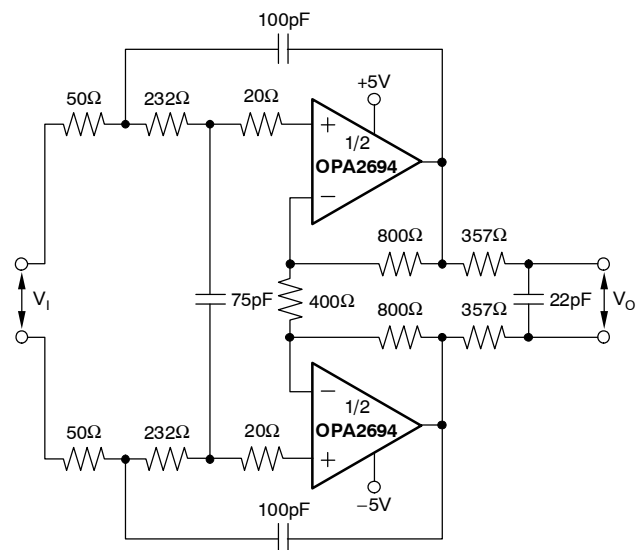 100pF
50Ω
232Ω
20Ω
+5V
+
1/2
OPA2694
−
800Ω
357Ω
V_I
75pF
400Ω
22pF
V_O
800Ω
357Ω
−
1/2
OPA2694
50Ω
232Ω
20Ω
+
−5V
100pF